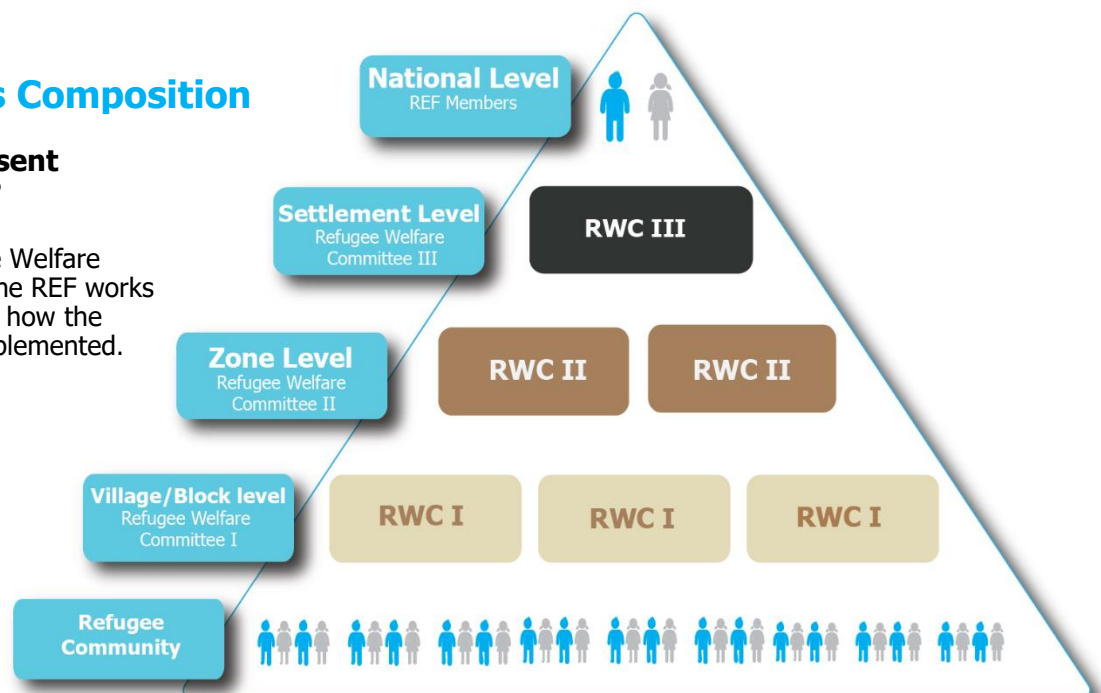 s Composition
sent
e Welfare
he REF works
how the
plemented.
National Level
REF Members
Settlement Level
Refugee Welfare
Committee III
RWC III
Zone Level
Refugee Welfare
Committee II
RWC II
RWC II
Village/Block level
Refugee Welfare
Committee I
RWC I
RWC I
RWC I
Refugee
Community